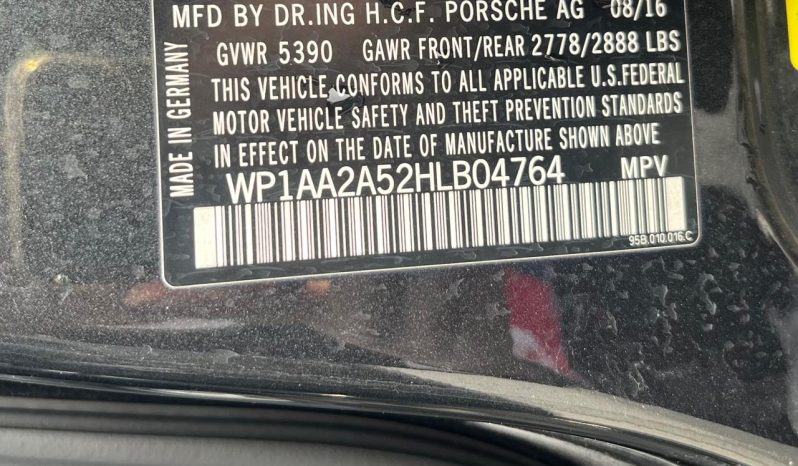 MFD BY DR.ING H.C.F. PORSCHE AG 08/16
GVWR 5390 GAWR FRONT/REAR 2778/2888 LBS
THIS VEHICLE CONFORMS TO ALL APPLICABLE U.S.FEDERAL
MOTOR VEHICLE SAFETY AND THEFT PREVENTION STANDARDS
IN EFFECT ON THE DATE OF MANUFACTURE SHOWN ABOVE
WP1AA2A52HLB04764 MPV
95B.010.016.C
MADE IN GERMANY